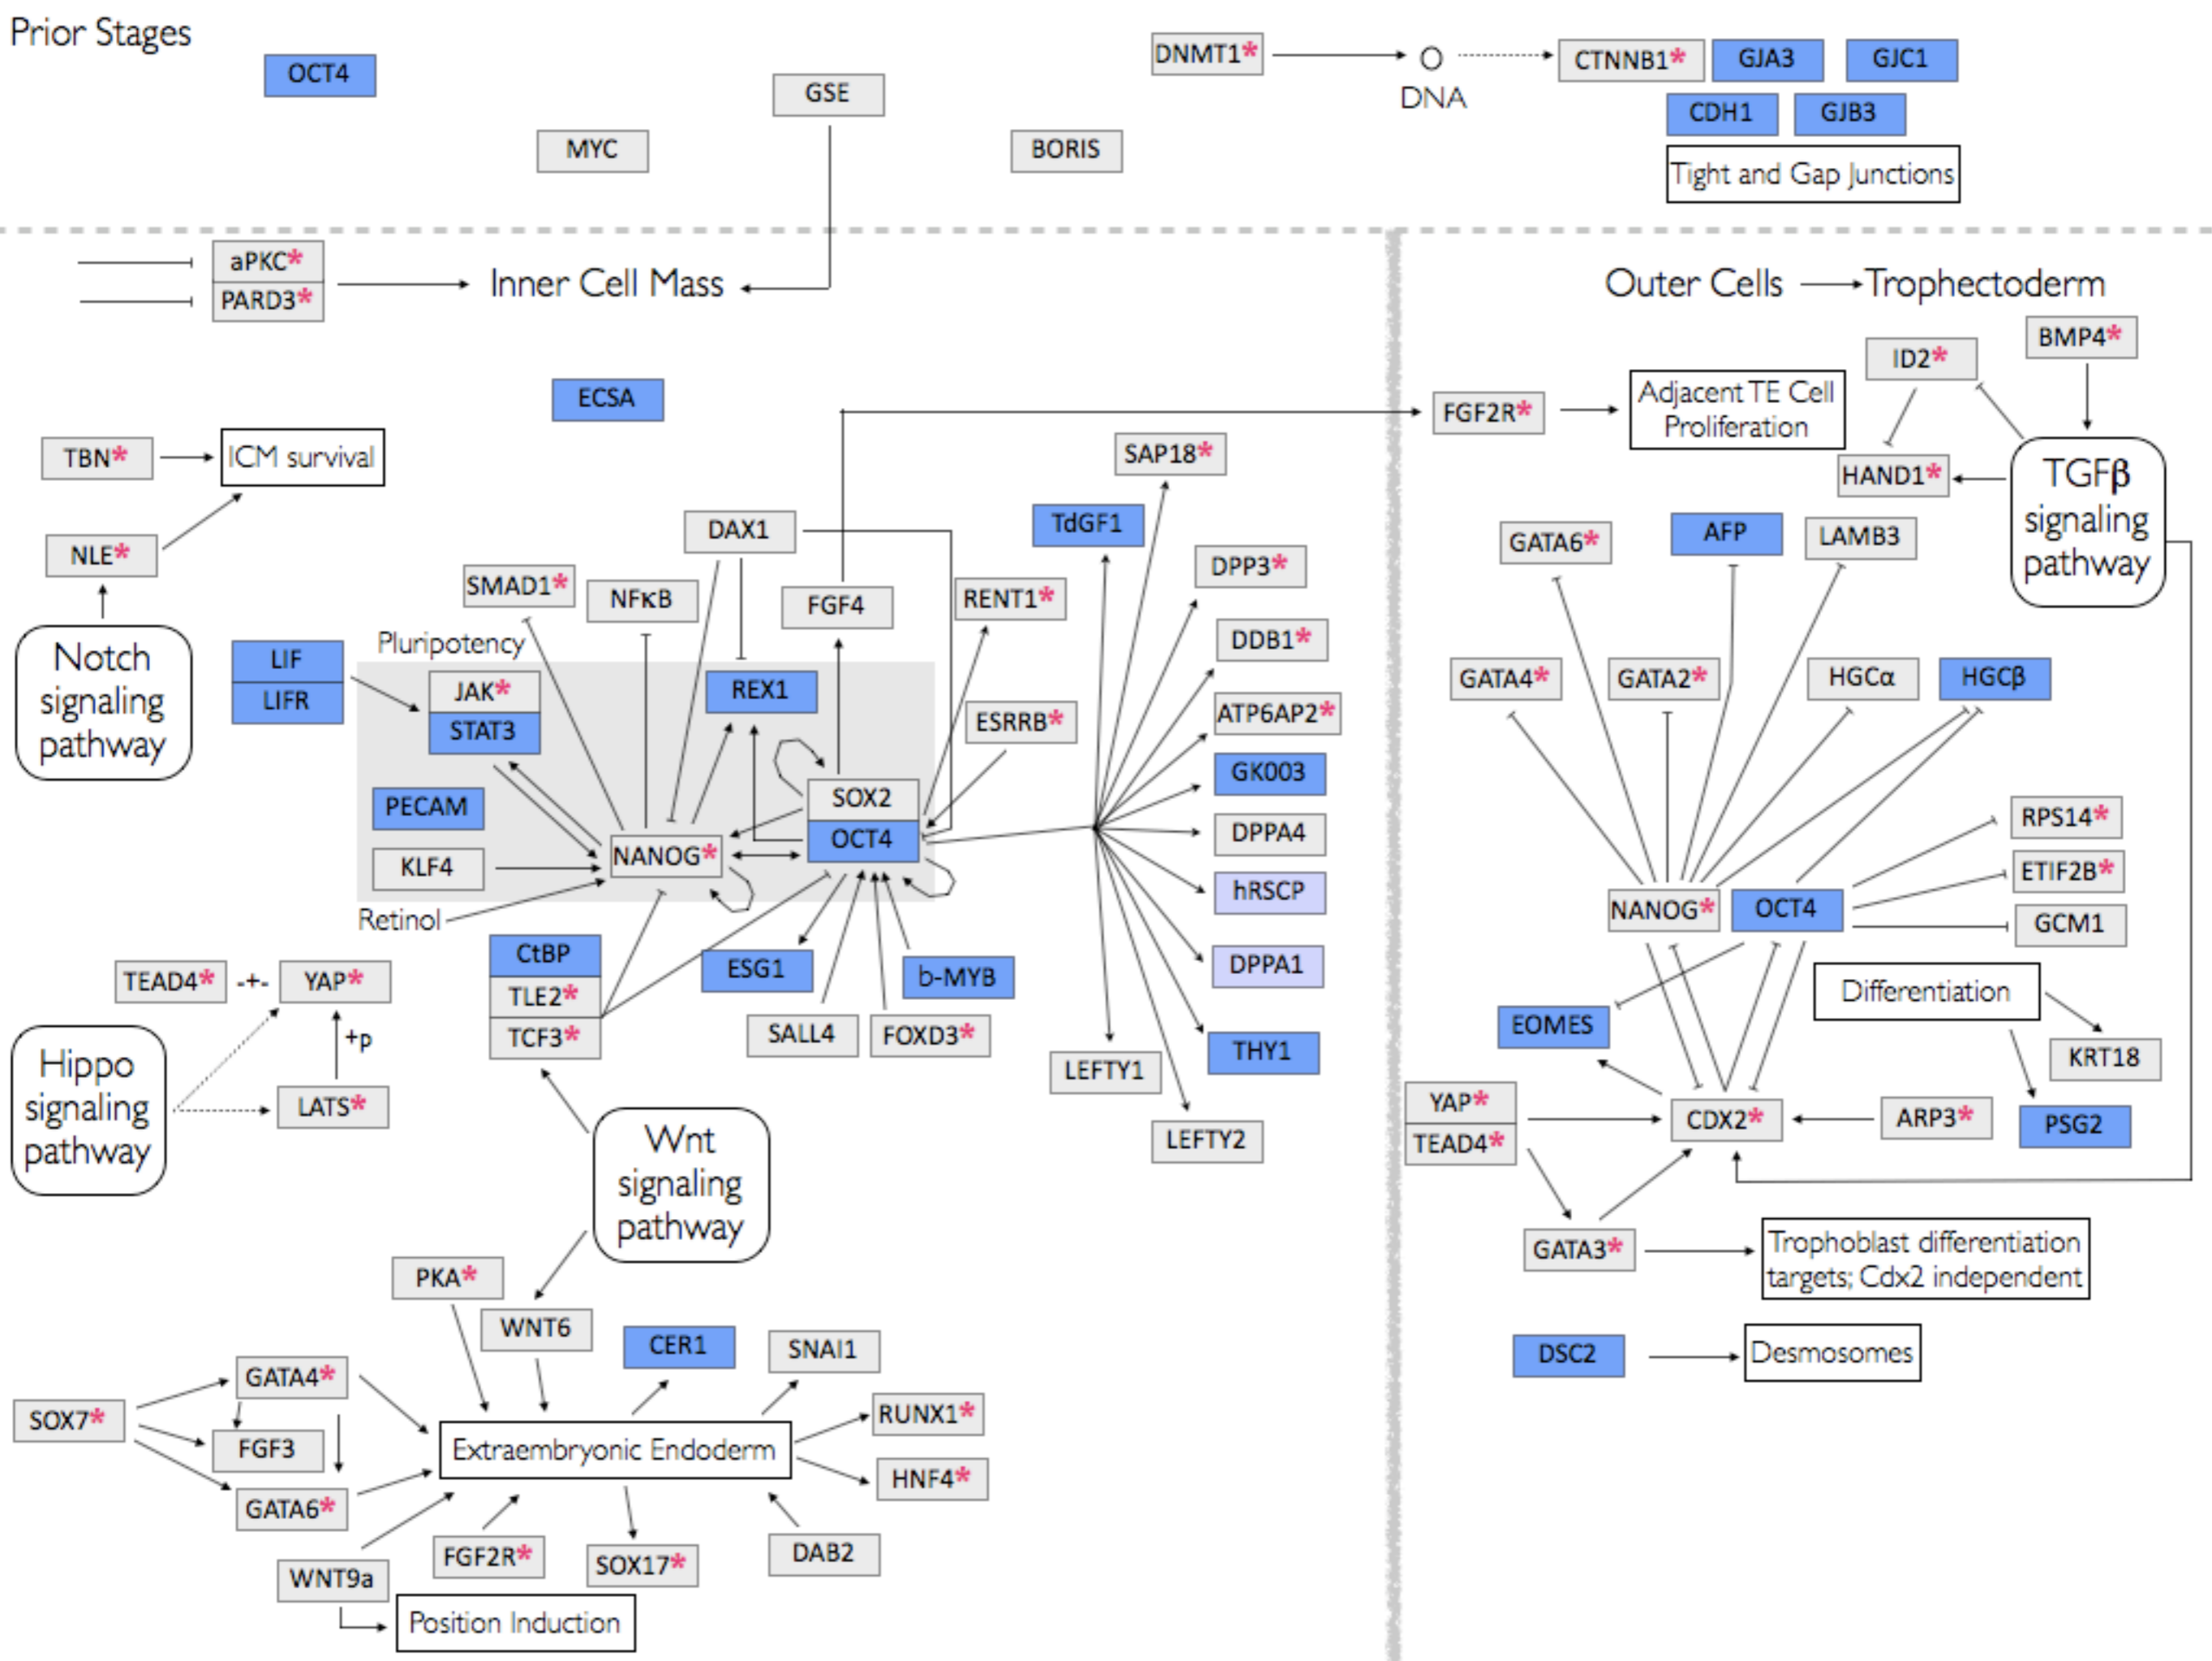 Prior Stages
OCT4
GSE
MYC
BORIS
DNMT1*
DNA
CTNNB1*
GJA3
GJC1
CDH1
GJB3
Tight and Gap Junctions
aPKC*
PARD3*
Inner Cell Mass
Outer Cells
Trophectoderm
ECSA
TBN*
ICM survival
NLE*
Notch
signaling
pathway
LIF
LIFR
Pluripotency
JAK*
STAT3
PECAM
KLF4
Retinol
SMAD1*
NFκB
DAX1
REX1
FGF4
SOX2
OCT4
NANOG*
RENT1*
ESRRB*
SAP18*
TdGF1
DPP3*
DDB1*
ATP6AP2*
GK003
DPPA4
hRSCP
DPPA1
THY1
LEFTY1
LEFTY2
CtBP
TLE2*
TCF3*
ESG1
b-MYB
SALL4
FOXD3*
TEAD4*
-+-
YAP*
+p
LATS*
Hippo
signaling
pathway
Wnt
signaling
pathway
PKA*
WNT6
CER1
SNAI1
GATA4*
SOX7*
FGF3
GATA6*
Extraembryonic Endoderm
RUNX1*
HNF4*
WNT9a
FGF2R*
SOX17*
DAB2
Position Induction
FGF2R*
Adjacent TE Cell
Proliferation
ID2*
BMP4*
HAND1*
TGFβ
signaling
pathway
GATA6*
AFP
LAMB3
GATA4*
GATA2*
HGCα
HGCβ
RPS14*
ETIF2B*
GCM1
NANOG*
OCT4
Differentiation
EOMES
KRT18
PSG2
YAP*
TEAD4*
CDX2*
ARP3*
GATA3*
Trophoblast differentiation
targets; Cdx2 independent
DSC2
Desmosomes